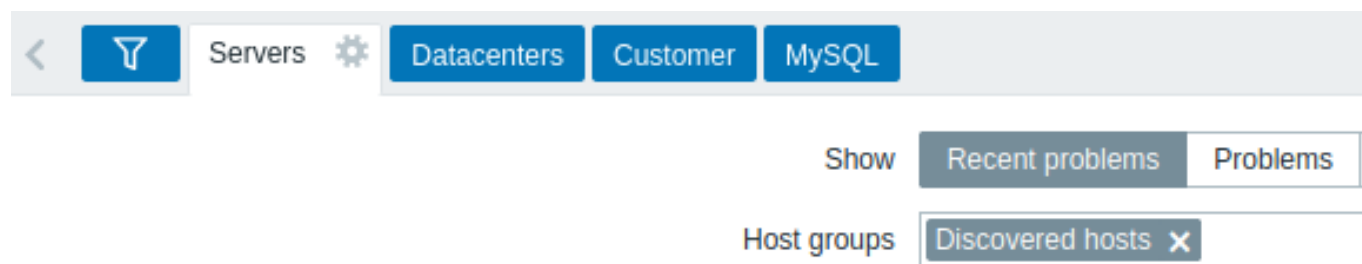 Servers Datacenters Customer MySQL
Show Recent problems Problems
Host groups Discovered hosts